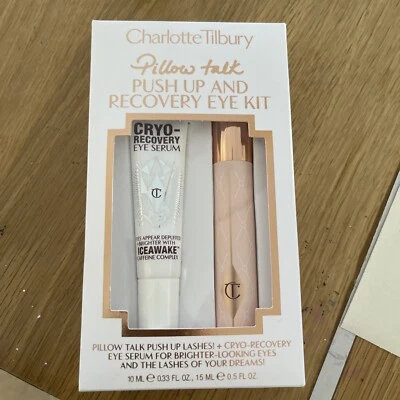 Charlotte Tilbury
Pillow talk
PUSH UP AND
RECOVERY EYE KIT
CRYO-
RECOVERY
EYE SERUM
CT
APPEAR DEPUFFED
BRIGHTER WITH
ICEAWAKE™
CAFFEINE COMPLEX
CT
PILLOW TALK PUSH UP LASHES! + CRYO-RECOVERY
EYE SERUM FOR BRIGHTER-LOOKING EYES
AND THE LASHES OF YOUR DREAMS!
10 ML ℮ 0.33 FL. OZ., 15 ML ℮ 0.5 FL. OZ.